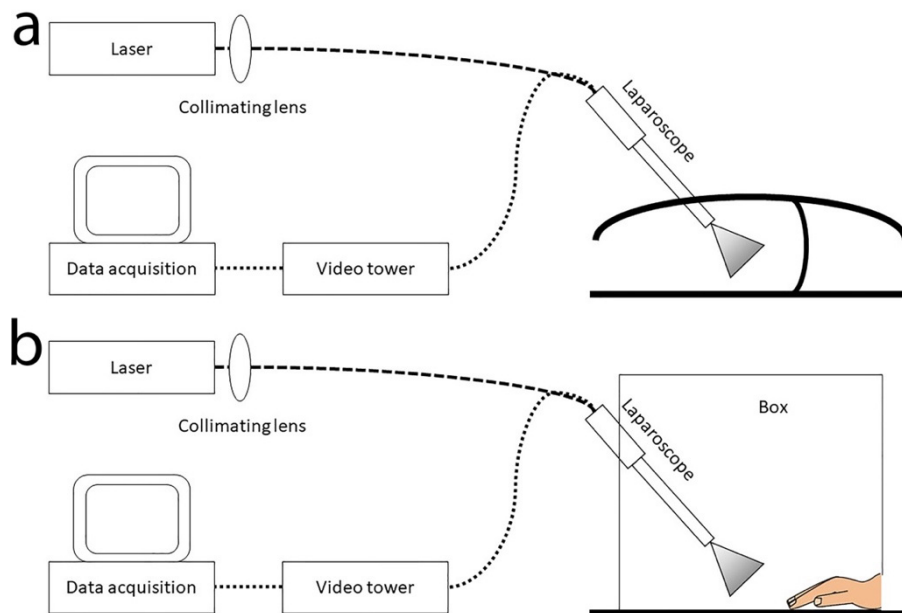 a
Laser
Collimating lens
Laparoscope
Data acquisition
Video tower
b
Laser
Collimating lens
Laparoscope
Box
Data acquisition
Video tower